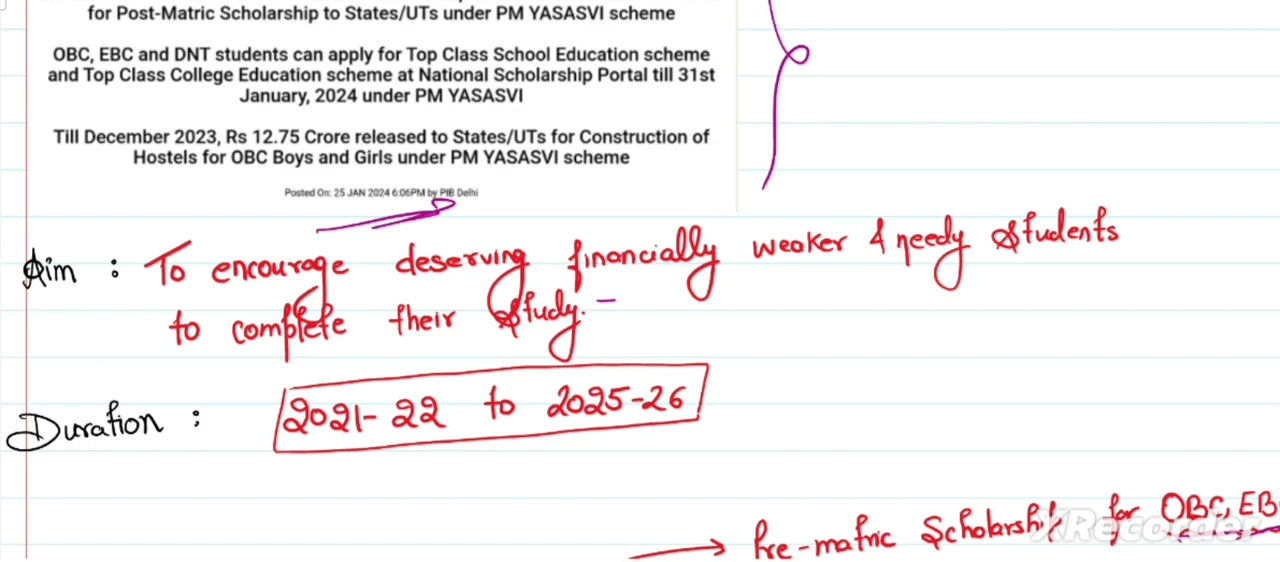 for Post-Matric Scholarship to States/UTs under PM YASASVI scheme
OBC, EBC and DNT students can apply for Top Class School Education scheme
and Top Class College Education scheme at National Scholarship Portal till 31st
January, 2024 under PM YASASVI
Till December 2023, Rs 12.75 Crore released to States/UTs for Construction of
Hostels for OBC Boys and Girls under PM YASASVI scheme
Posted On: 25 JAN 2024 6:06PM by PIB Delhi
Aim : To encourage deserving financially weaker & needy students
to complete their study.
Duration : 2021-22 to 2025-26
→ Pre-matric Scholarship for OBC, EB
XRecorder